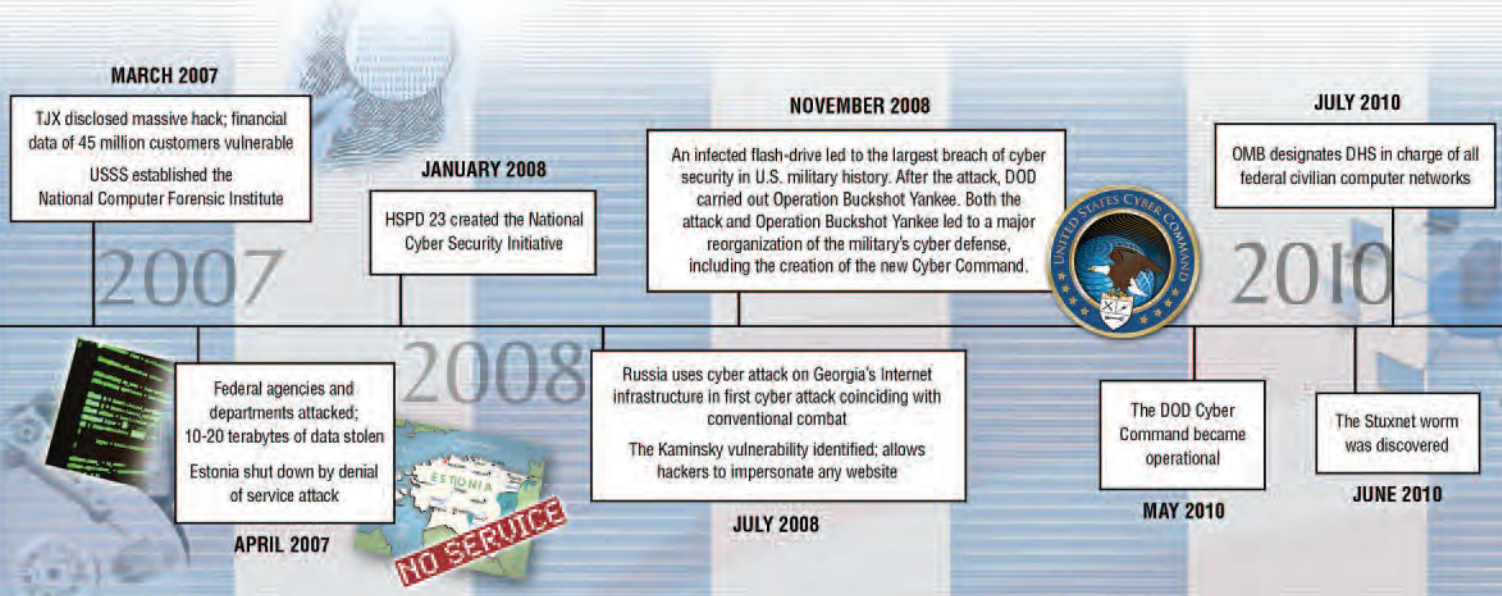 MARCH 2007
TJX disclosed massive hack; financial
data of 45 million customers vulnerable
USSS established the
National Computer Forensic Institute
2007
Federal agencies and
departments attacked;
10-20 terabytes of data stolen
Estonia shut down by denial
of service attack
APRIL 2007
ESTONIA
NO SERVICE
JANUARY 2008
HSPD 23 created the National
Cyber Security Initiative
2008
Russia uses cyber attack on Georgia's Internet
infrastructure in first cyber attack coinciding with
conventional combat
The Kaminsky vulnerability identified; allows
hackers to impersonate any website
JULY 2008
NOVEMBER 2008
An infected flash-drive led to the largest breach of cyber
security in U.S. military history. After the attack, DOD
carried out Operation Buckshot Yankee. Both the
attack and Operation Buckshot Yankee led to a major
reorganization of the military's cyber defense,
including the creation of the new Cyber Command.
UNITED STATES CYBER COMMAND
The DOD Cyber
Command became
operational
MAY 2010
2010
The Stuxnet worm
was discovered
JUNE 2010
JULY 2010
OMB designates DHS in charge of all
federal civilian computer networks